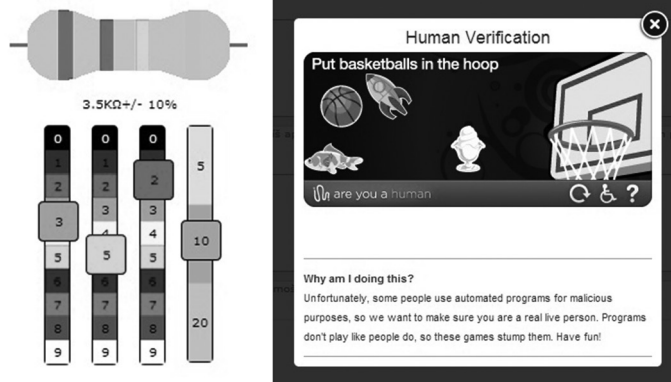 3.5KΩ+/- 10%
0 0 0
1 1 1 5
2 2 2
3 3 3
4 4 10
5 5 5
6 6 6
7 7 7 20
8 8 8
9 9 9
Human Verification
Put basketballs in the hoop
are you a human
?
Why am I doing this?
Unfortunately, some people use automated programs for malicious
purposes, so we want to make sure you are a real live person. Programs
don't play like people do, so these games stump them. Have fun!